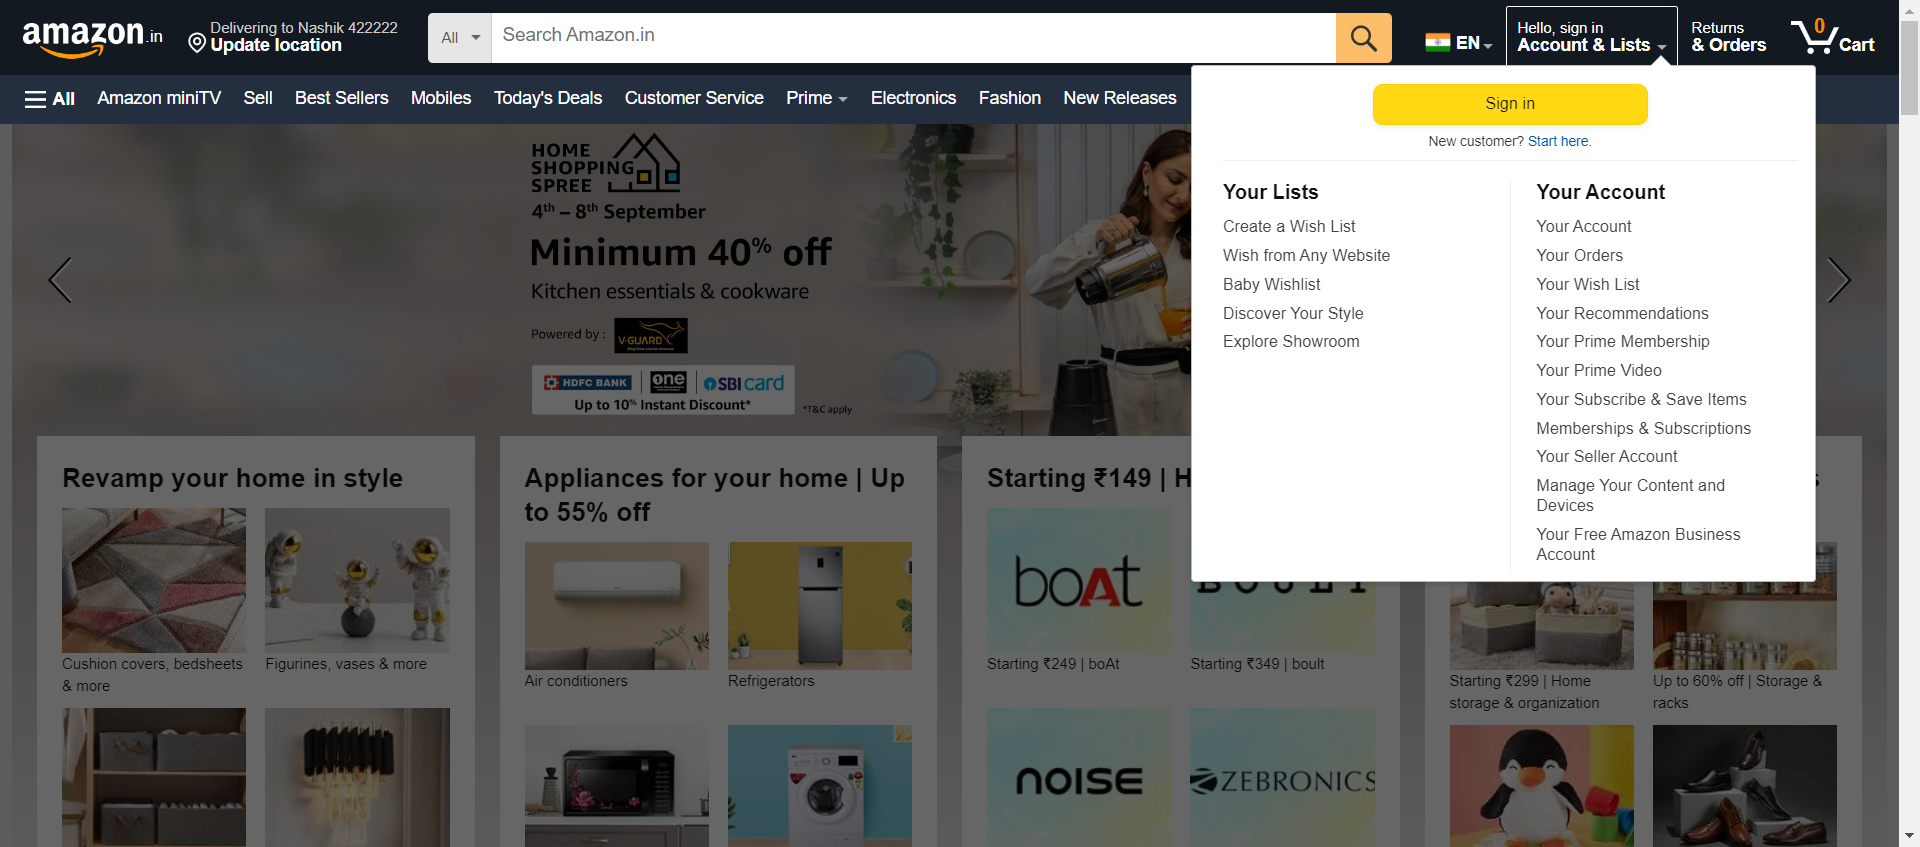 amazon.in
Delivering to Nashik 422222
Update location
All
Search Amazon.in
EN
Hello, sign in
Account & Lists
Returns
& Orders
0
Cart
All
Amazon miniTV
Sell
Best Sellers
Mobiles
Today's Deals
Customer Service
Prime
Electronics
Fashion
New Releases
Sign in
New customer? Start here.
Your Lists
Create a Wish List
Wish from Any Website
Baby Wishlist
Discover Your Style
Explore Showroom
Your Account
Your Account
Your Orders
Your Wish List
Your Recommendations
Your Prime Membership
Your Prime Video
Your Subscribe & Save Items
Memberships & Subscriptions
Your Seller Account
Manage Your Content and
Devices
Your Free Amazon Business
Account
HOME
SHOPPING
SPREE
4th – 8th September
Minimum 40% off
Kitchen essentials & cookware
Powered by :
V-GUARD
HDFC BANK
one
SBI card
Up to 10% Instant Discount*
*T&C apply
Revamp your home in style
Cushion covers, bedsheets
& more
Figurines, vases & more
Appliances for your home | Up
to 55% off
Air conditioners
Refrigerators
Starting ₹149 | H
boAt
BOULT
Starting ₹249 | boAt
Starting ₹349 | boult
noise
ZEBRONICS
s
Starting ₹299 | Home
storage & organization
Up to 60% off | Storage &
racks